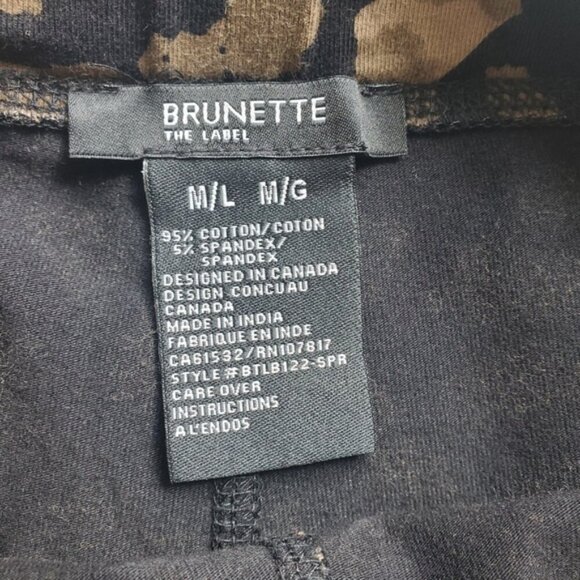 BRUNETTE
THE LABEL
M/L M/G
95% COTTON/COTON
5% SPANDEX/
SPANDEX
DESIGNED IN CANADA
DESIGN CONCUAU
CANADA
MADE IN INDIA
FABRIQUE EN INDE
CA61532/RN107817
STYLE #BTLB122-SPR
CARE OVER
INSTRUCTIONS
A L'ENDOS